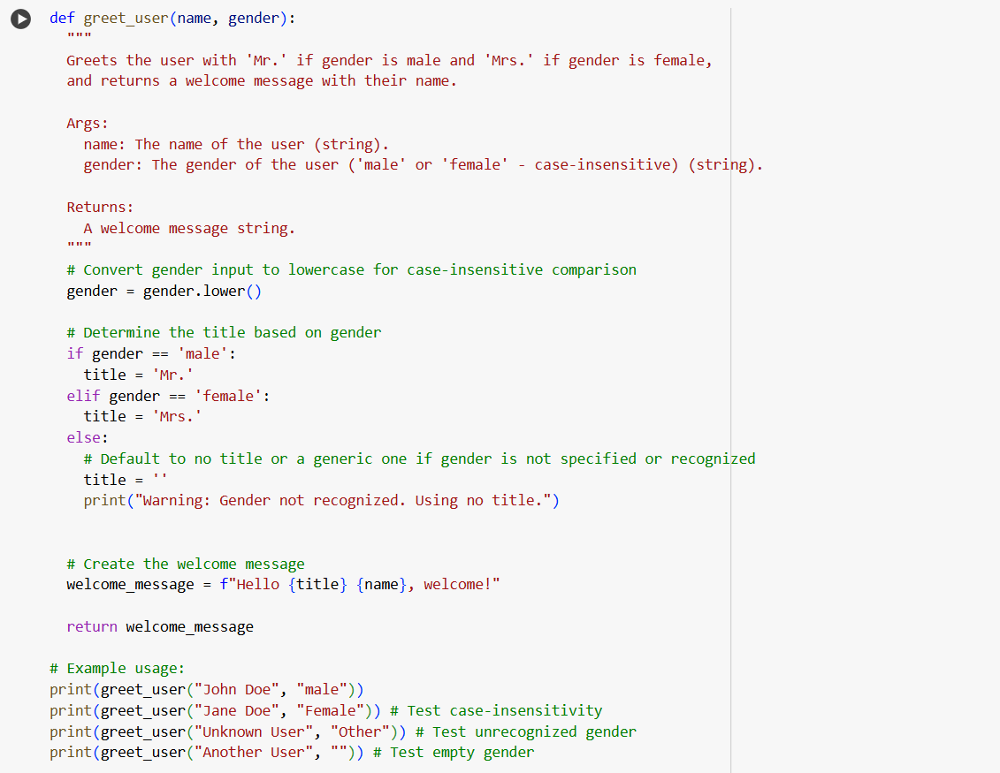 def greet_user(name, gender):
  """
  Greets the user with 'Mr.' if gender is male and 'Mrs.' if gender is female,
  and returns a welcome message with their name.

  Args:
    name: The name of the user (string).
    gender: The gender of the user ('male' or 'female' - case-insensitive) (string).

  Returns:
    A welcome message string.
  """
  # Convert gender input to lowercase for case-insensitive comparison
  gender = gender.lower()

  # Determine the title based on gender
  if gender == 'male':
    title = 'Mr.'
  elif gender == 'female':
    title = 'Mrs.'
  else:
    # Default to no title or a generic one if gender is not specified or recognized
    title = ''
    print("Warning: Gender not recognized. Using no title.")


  # Create the welcome message
  welcome_message = f"Hello {title} {name}, welcome!"

  return welcome_message

# Example usage:
print(greet_user("John Doe", "male"))
print(greet_user("Jane Doe", "Female")) # Test case-insensitivity
print(greet_user("Unknown User", "Other")) # Test unrecognized gender
print(greet_user("Another User", "")) # Test empty gender